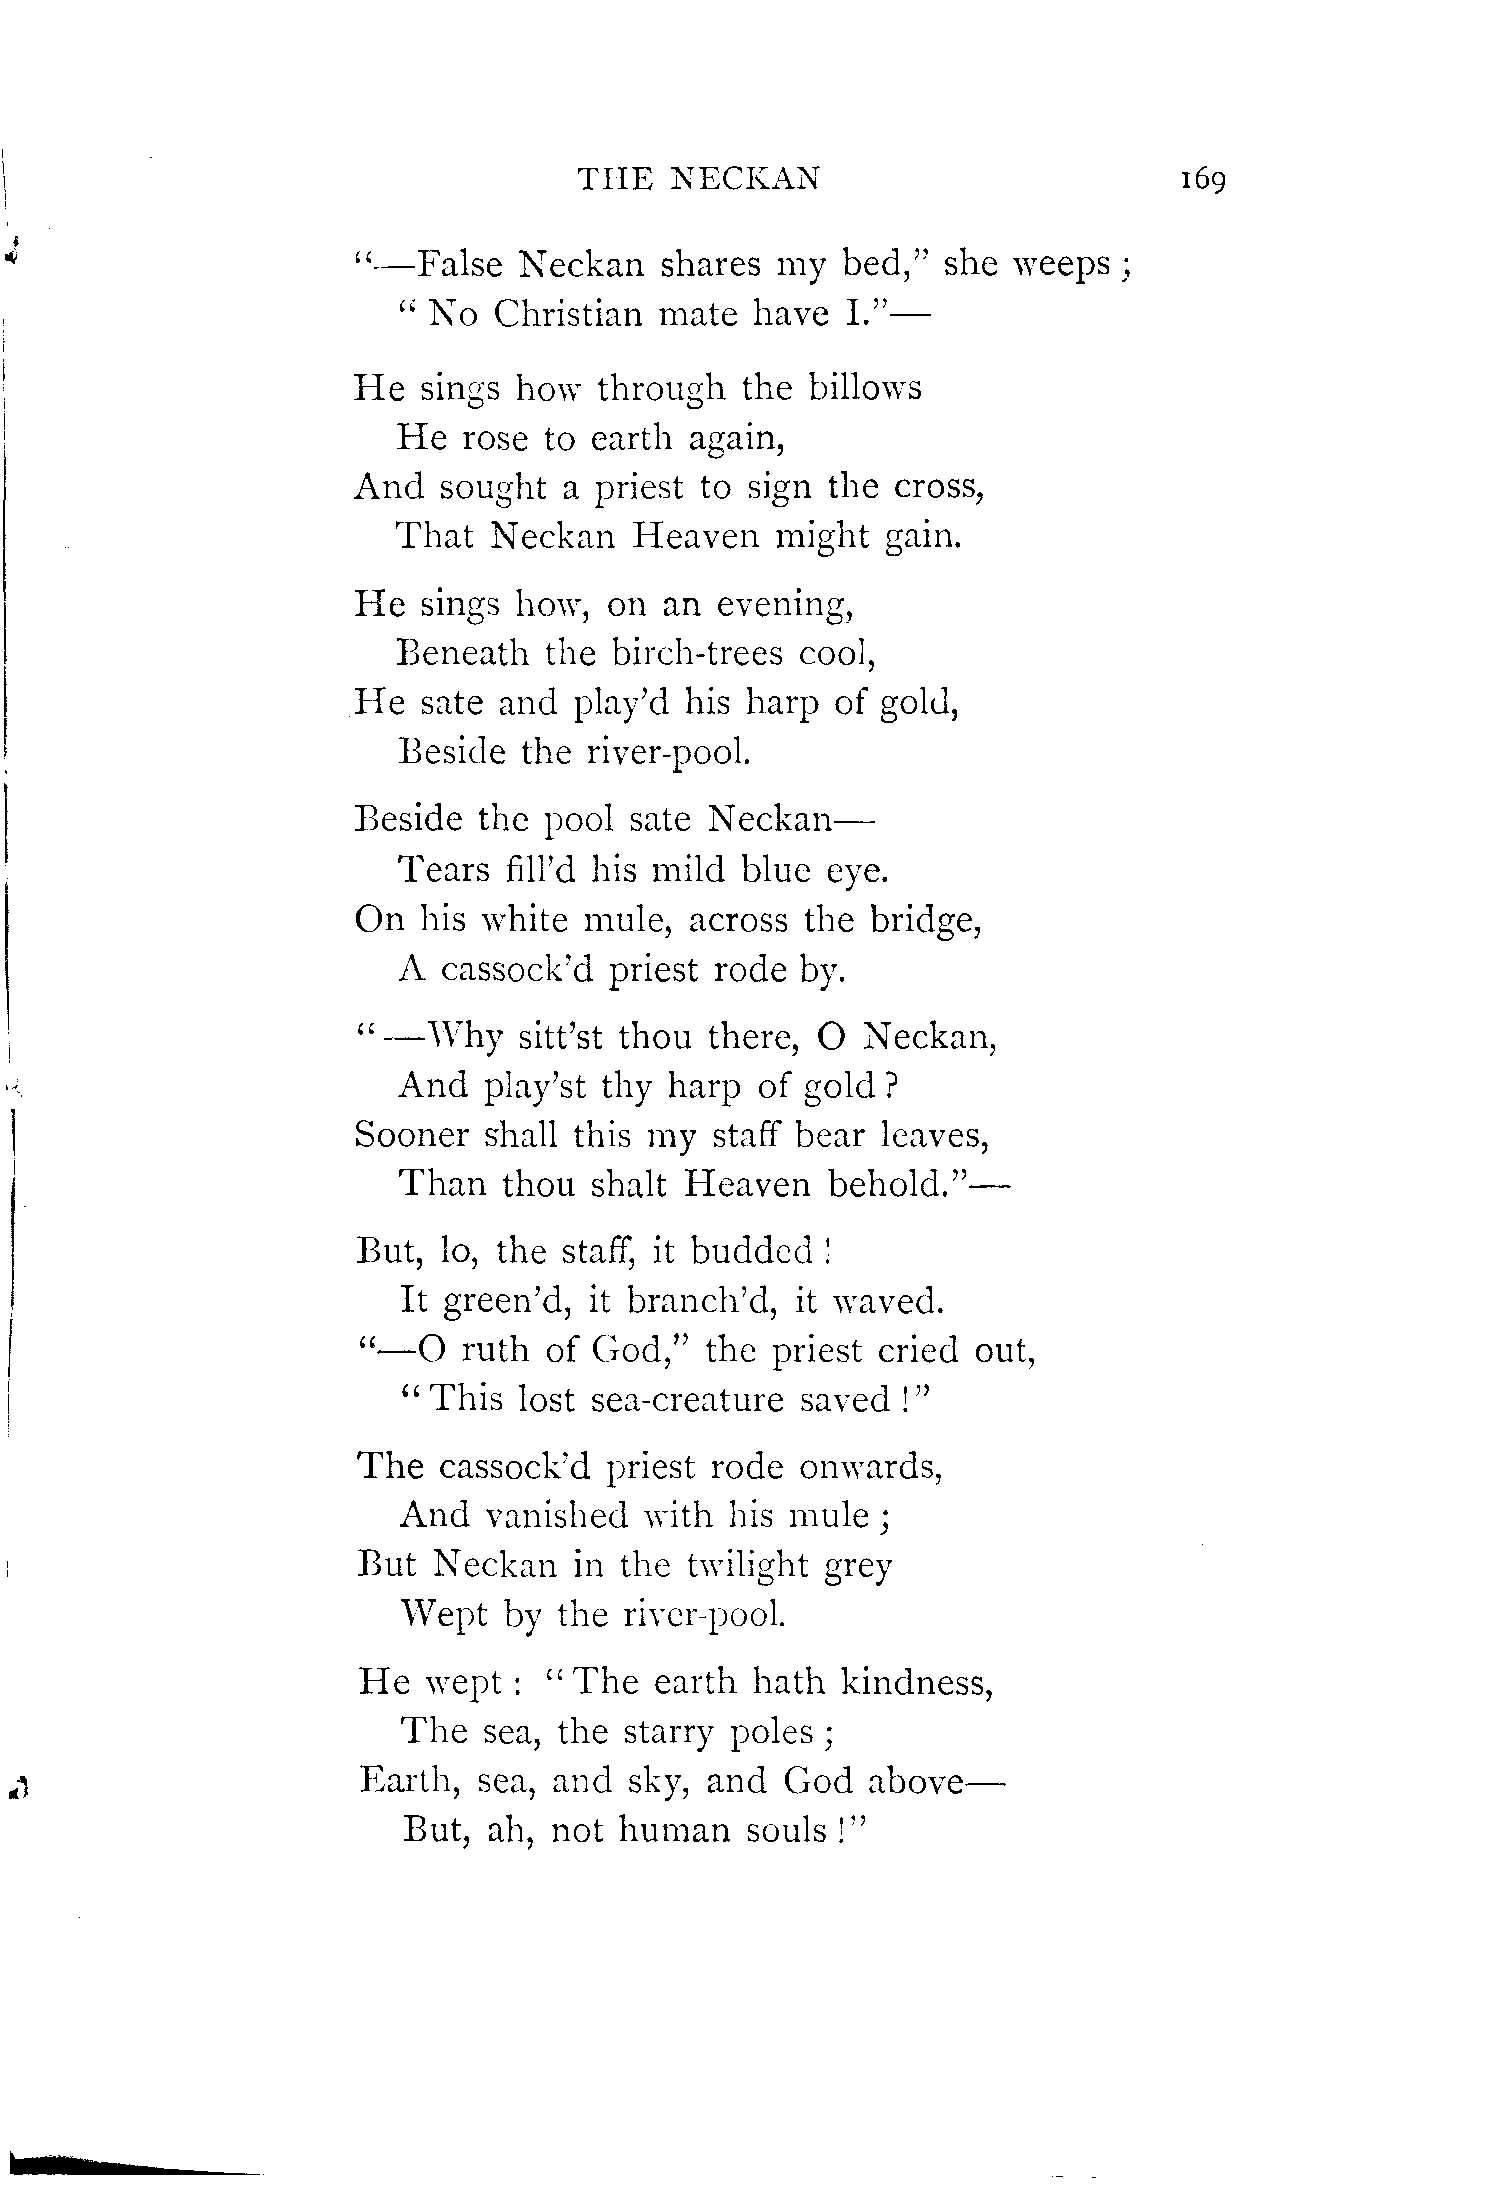 THE NECKAN 169
“—False Neckan shares my bed,” she weeps ;
“ No Christian mate have I.”—
He sings how through the billows
He rose to earth again,
And sought a priest to sign the cross,
That Neckan Heaven might gain.
He sings how, on an evening,
Beneath the birch-trees cool,
He sate and play’d his harp of gold,
Beside the river-pool.
Beside the pool sate Neckan—
Tears fill’d his mild blue eye.
On his white mule, across the bridge,
A cassock’d priest rode by.
“ —Why sitt’st thou there, O Neckan,
And play’st thy harp of gold ?
Sooner shall this my staff bear leaves,
Than thou shalt Heaven behold.”—
But, lo, the staff, it budded !
It green’d, it branch’d, it waved.
“—O ruth of God,” the priest cried out,
“ This lost sea-creature saved !”
The cassock’d priest rode onwards,
And vanished with his mule ;
But Neckan in the twilight grey
Wept by the river-pool.
He wept : “ The earth hath kindness,
The sea, the starry poles ;
Earth, sea, and sky, and God above—
But, ah, not human souls !”